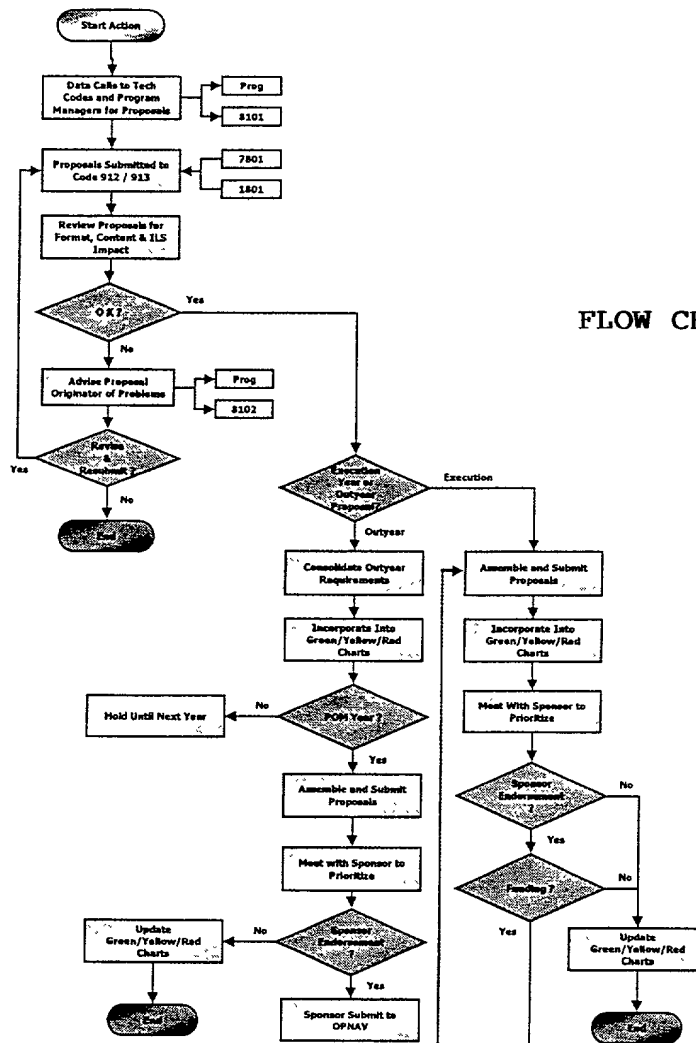 Start Action
Data Calls to Tech
Codes and Program
Managers for Proposals
Prog
8101
Proposals Submitted to
Code 912 / 913
7801
1801
Review Proposals for
Format, Content & ILS
Impact
OK?
Yes
No
FLOW CH
Advise Proposal
Originator of Problems
Prog
8102
Revise
&
Resubmit?
Yes
No
End
Execution
Year or
Outyear
Proposal?
Execution
Outyear
Consolidate Outyear
Requirements
Assemble and Submit
Proposals
Incorporate Into
Green/Yellow/Red
Charts
Incorporate Into
Green/Yellow/Red
Charts
Hold Until Next Year
No
POM Year ?
Yes
Meet With Sponsor to
Prioritize
Assemble and Submit
Proposals
Sponsor
Endorsement
?
No
Yes
Meet with Sponsor to
Prioritize
Funding ?
No
Yes
Update
Green/Yellow/Red
Charts
No
Sponsor
Endorsement
?
Yes
Update
Green/Yellow/Red
Charts
End
Sponsor Submit to
OPNAV
End